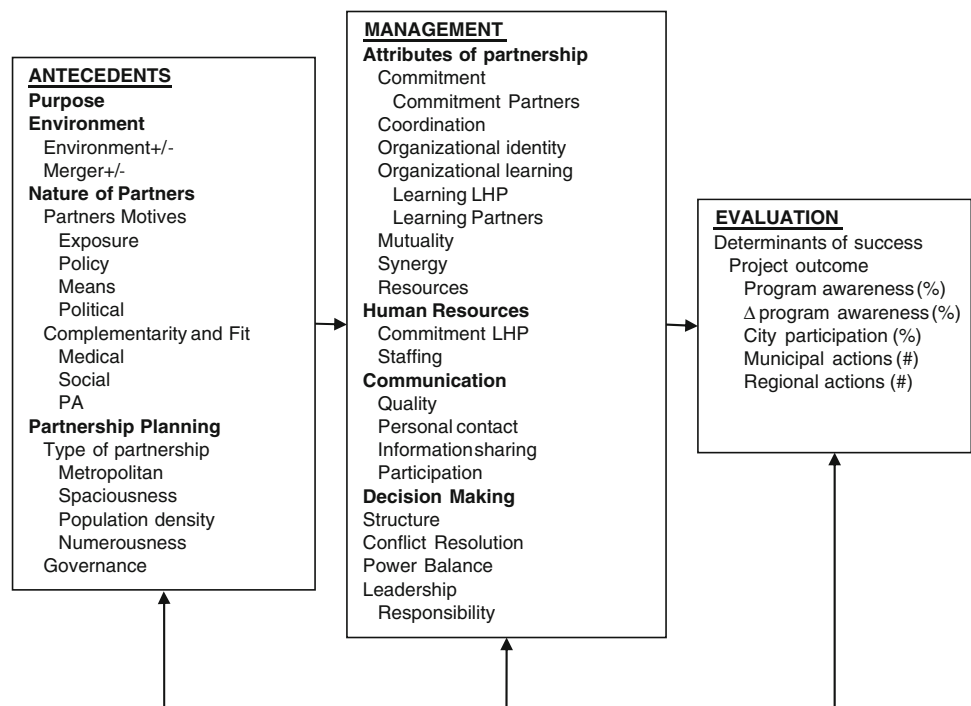 ANTECEDENTS
Purpose
Environment
Environment+/-
Merger+/-
Nature of Partners
Partners Motives
Exposure
Policy
Means
Political
Complementarity and Fit
Medical
Social
PA
Partnership Planning
Type of partnership
Metropolitan
Spaciousness
Population density
Numerousness
Governance
MANAGEMENT
Attributes of partnership
Commitment
Commitment Partners
Coordination
Organizational identity
Organizational learning
Learning LHP
Learning Partners
Mutuality
Synergy
Resources
Human Resources
Commitment LHP
Staffing
Communication
Quality
Personal contact
Informationsharing
Participation
Decision Making
Structure
Conflict Resolution
Power Balance
Leadership
Responsibility
EVALUATION
Determinants of success
Project outcome
Program awareness (%)
Δ program awareness (%)
City participation (%)
Municipal actions (#)
Regional actions (#)